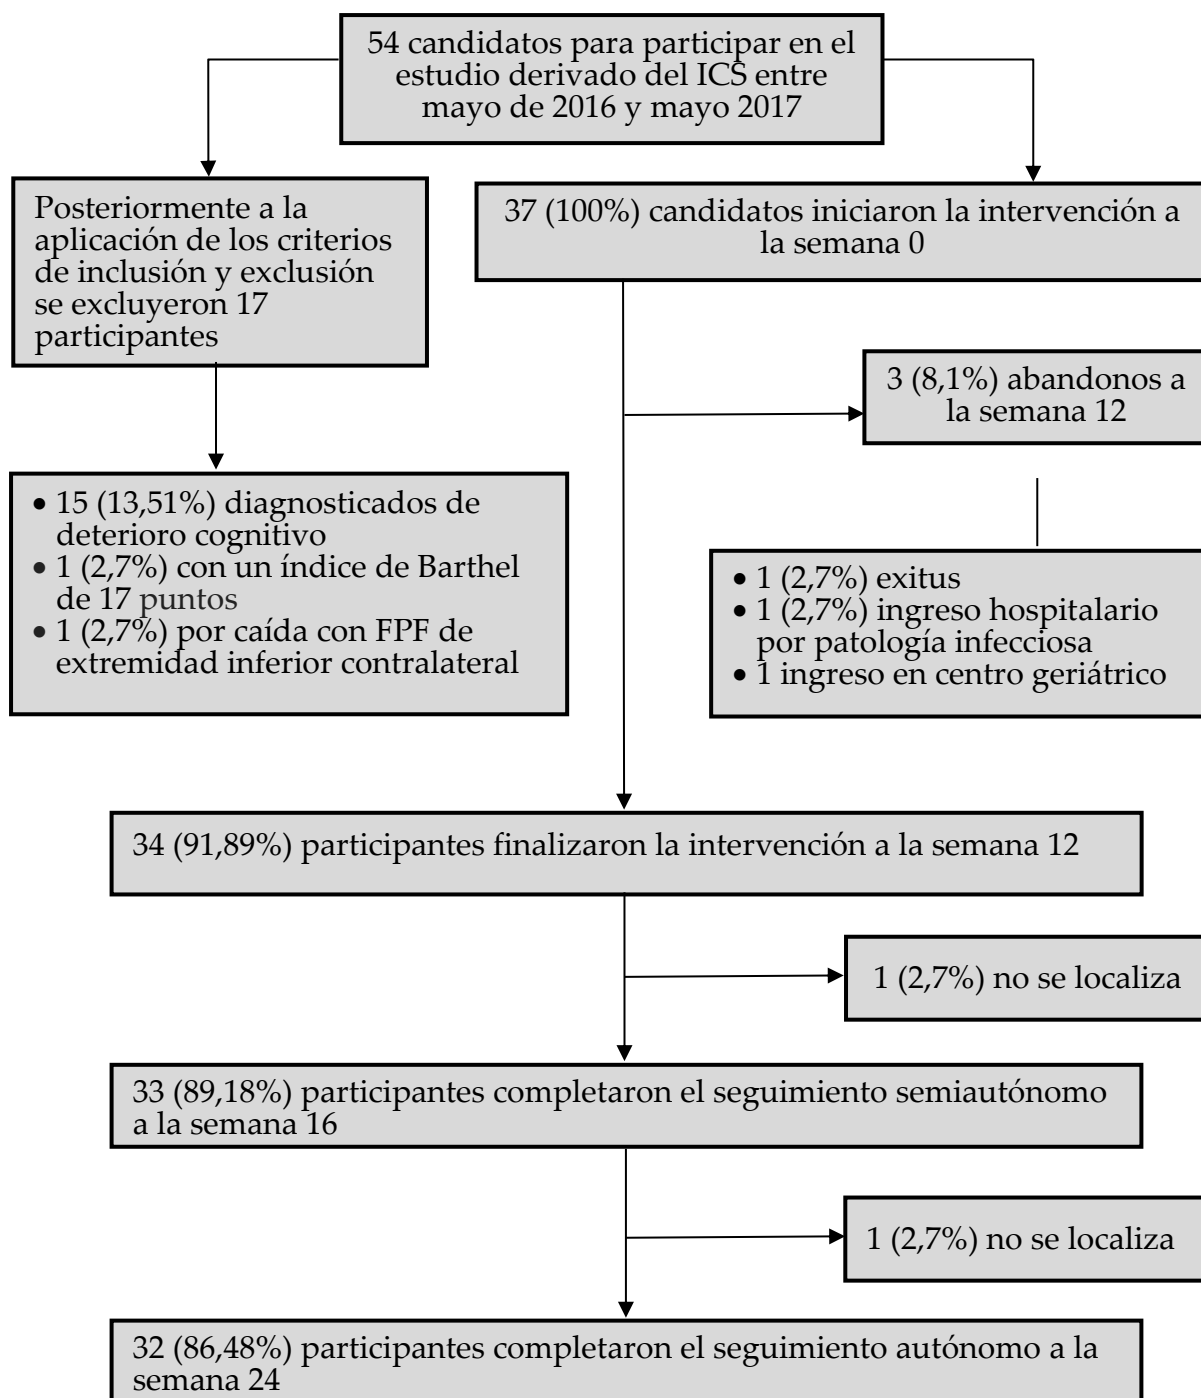 54 candidatos para participar en el
estudio derivado del ICS entre
mayo de 2016 y mayo 2017
Posteriormente a la
aplicación de los criterios
de inclusión y exclusión
se excluyeron 17
participantes
37 (100%) candidatos iniciaron la intervención a
la semana 0
3 (8,1%) abandonos a
la semana 12
• 15 (13,51%) diagnosticados de
deterioro cognitivo
• 1 (2,7%) con un índice de Barthel
de 17 puntos
• 1 (2,7%) por caída con FPF de
extremidad inferior contralateral
• 1 (2,7%) exitus
• 1 (2,7%) ingreso hospitalario
por patología infecciosa
• 1 ingreso en centro geriátrico
34 (91,89%) participantes finalizaron la intervención a la semana 12
1 (2,7%) no se localiza
33 (89,18%) participantes completaron el seguimiento semiautónomo
a la semana 16
1 (2,7%) no se localiza
32 (86,48%) participantes completaron el seguimiento autónomo a la
semana 24